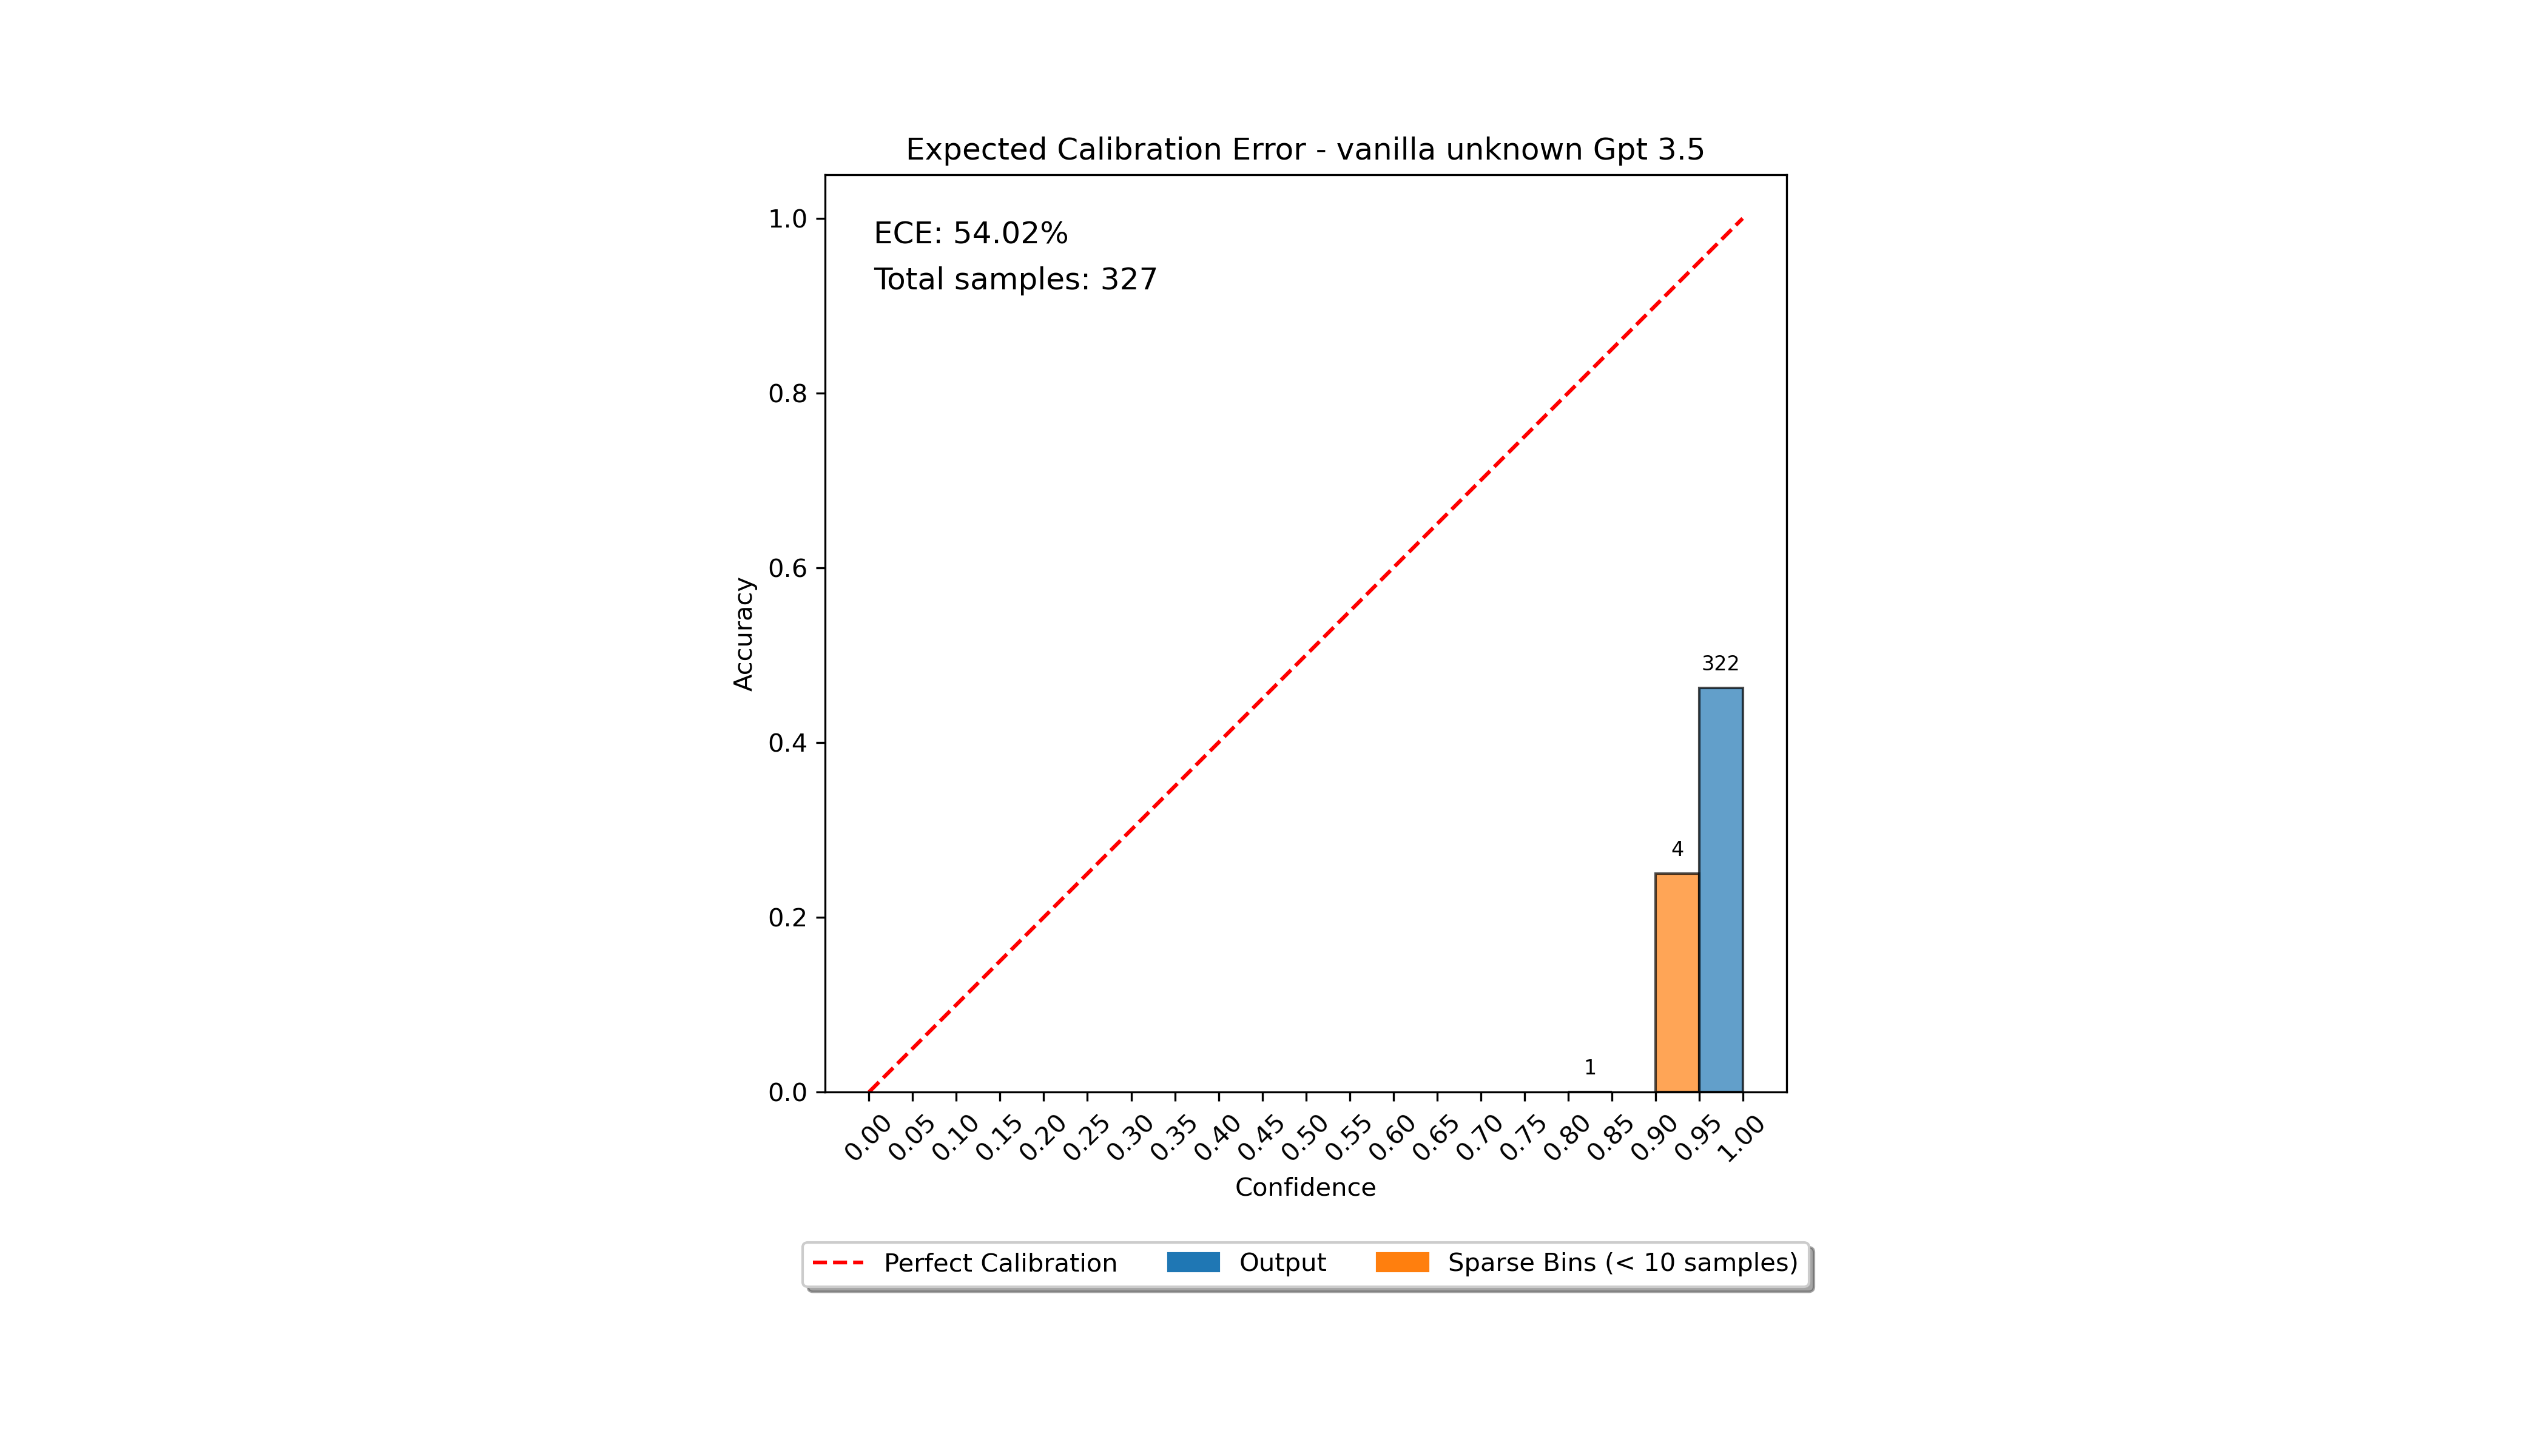 Expected Calibration Error - vanilla unknown Gpt 3.5
ECE: 54.02%
Total samples: 327
1.0
0.8
0.6
0.4
0.2
0.0
Accuracy
322
4
1
0.00 0.05 0.10 0.15 0.20 0.25 0.30 0.35 0.40 0.45 0.50 0.55 0.60 0.65 0.70 0.75 0.80 0.85 0.90 0.95 1.00
Confidence
Perfect Calibration Output Sparse Bins (< 10 samples)